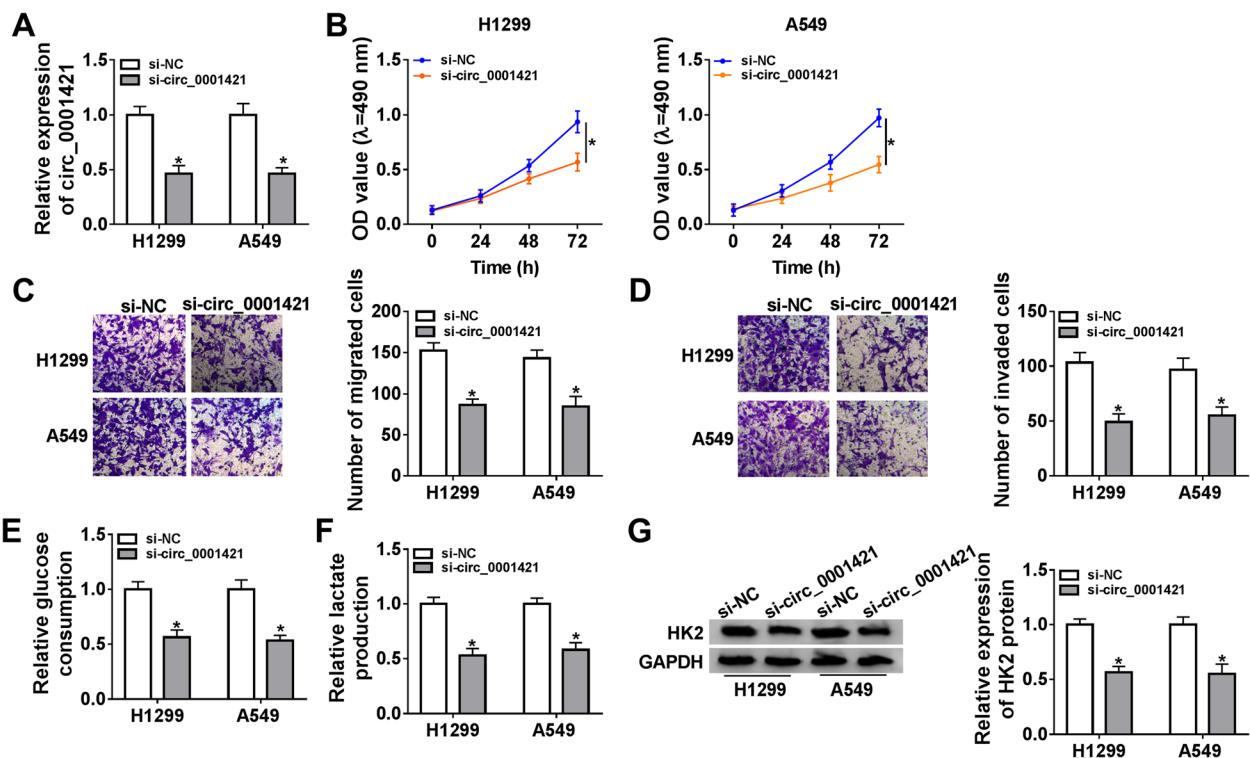 A
Relative expression
of circ_0001421
1.5
1.0
0.5
0.0
si-NC
si-circ_0001421
*
*
H1299
A549
B
H1299
OD value (λ=490 nm)
1.5
1.0
0.5
0.0
si-NC
si-circ_0001421
*
0
24
48
72
Time (h)
A549
OD value (λ=490 nm)
1.5
1.0
0.5
0.0
si-NC
si-circ_0001421
*
0
24
48
72
Time (h)
C
si-NC
si-circ_0001421
H1299
A549
Number of migrated cells
200
150
100
50
0
si-NC
si-circ_0001421
*
*
H1299
A549
D
si-NC
si-circ_0001421
H1299
A549
Number of invaded cells
150
100
50
0
si-NC
si-circ_0001421
*
*
H1299
A549
E
Relative glucose
consumption
1.5
1.0
0.5
0.0
si-NC
si-circ_0001421
*
*
H1299
A549
F
Relative lactate
production
1.5
1.0
0.5
0.0
si-NC
si-circ_0001421
*
*
H1299
A549
G
si-NC
si-circ_0001421
si-NC
si-circ_0001421
HK2
GAPDH
H1299
A549
Relative expression
of HK2 protein
1.5
1.0
0.5
0.0
si-NC
si-circ_0001421
*
*
H1299
A549